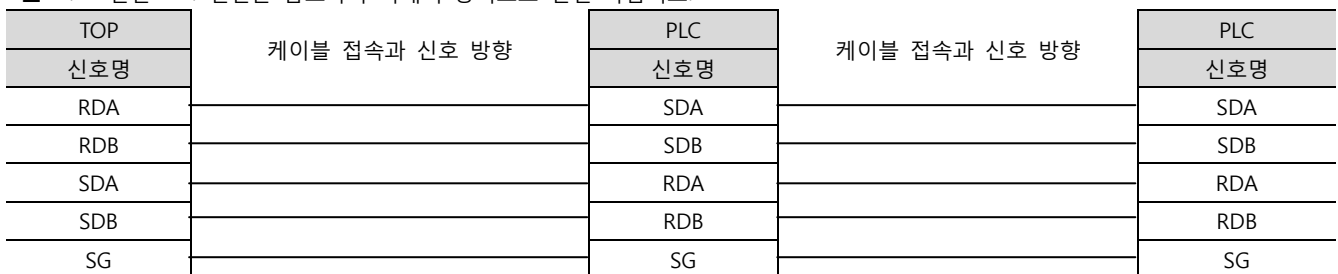 TOP 케이블 접속과 신호 방향 PLC 케이블 접속과 신호 방향 PLC
신호명 신호명 신호명
RDA SDA SDA
RDB SDB SDB
SDA RDA RDA
SDB RDB RDB
SG SG SG